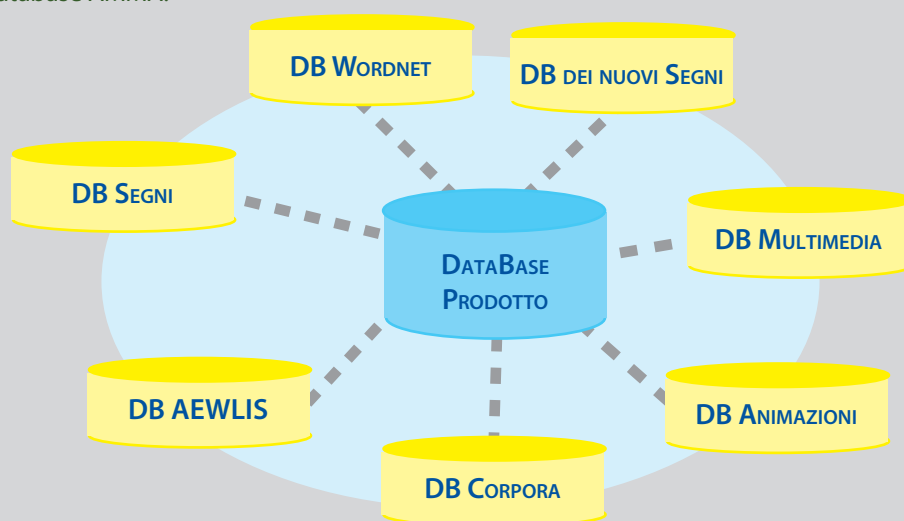 DB WORDNET
DB DEI NUOVI SEGNI
DB SEGNI
DB MULTIMEDIA
DATABASE
PRODOTTO
DB AEWLIS
DB ANIMAZIONI
DB CORPORA